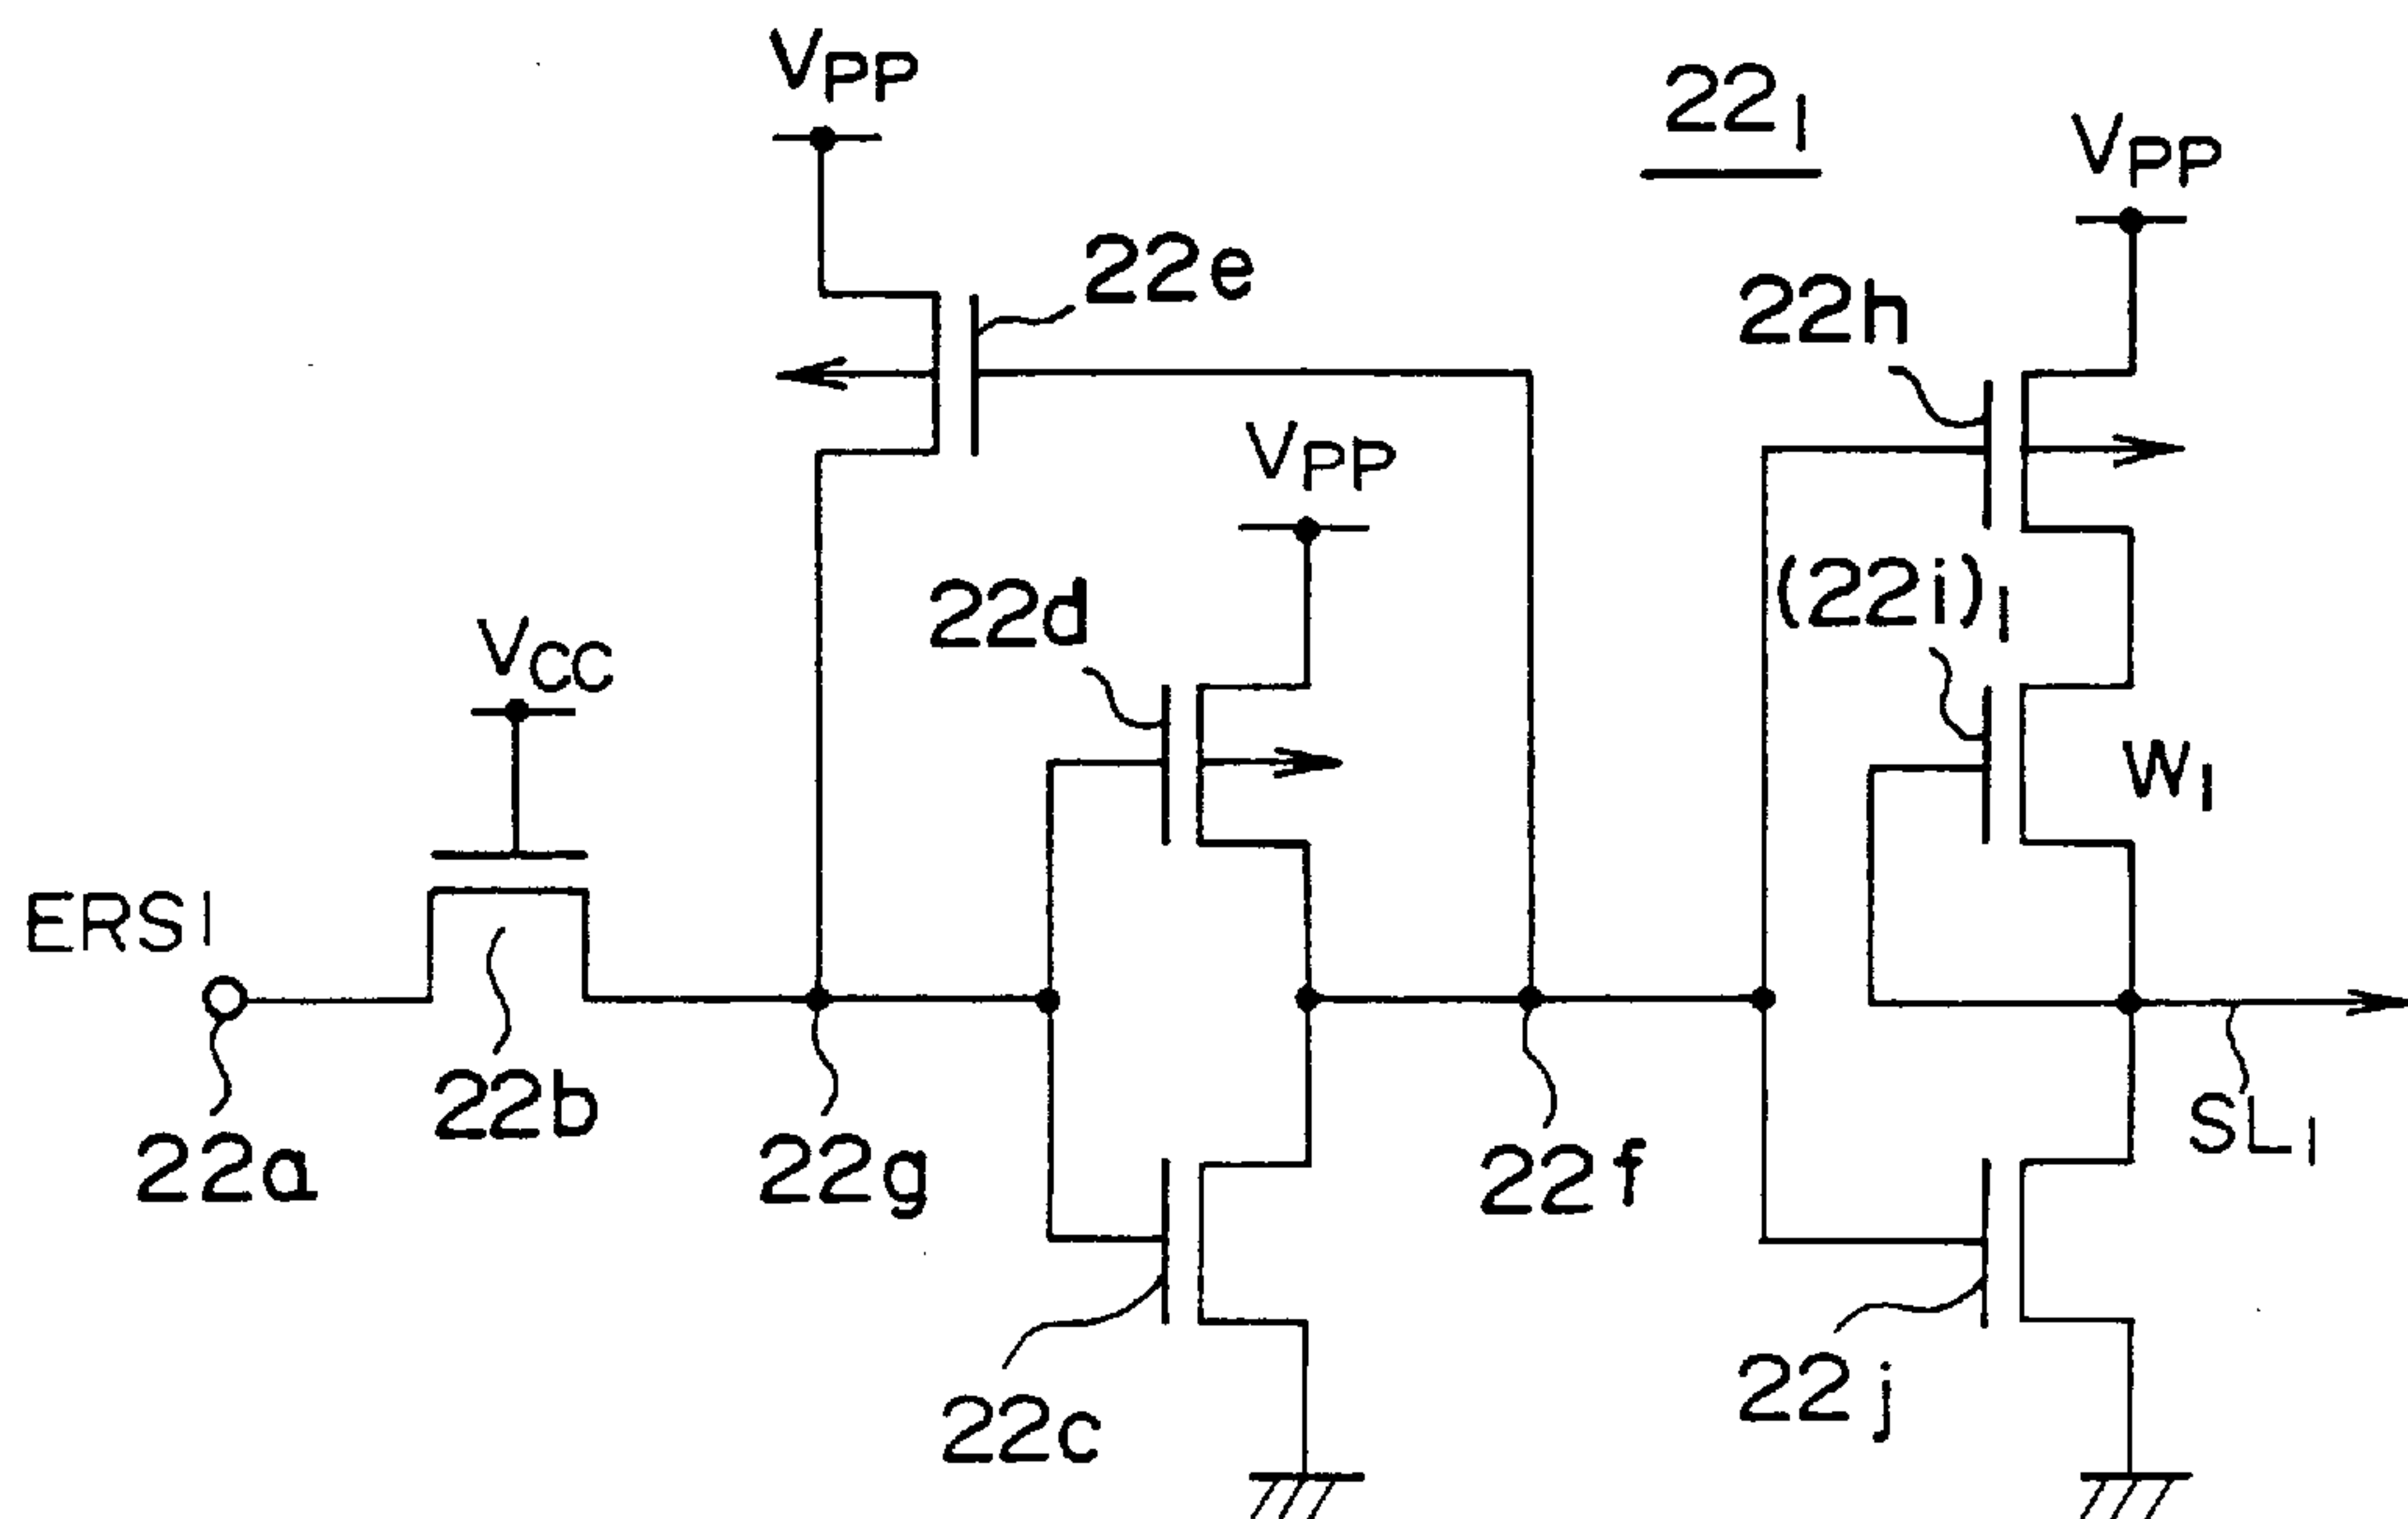 VPP
22₁
VPP
22e
22h
VPP
22d
(22i)₁
VCC
W₁
ERS1
22b
22a
22g
22f
SL₁
22c
22j